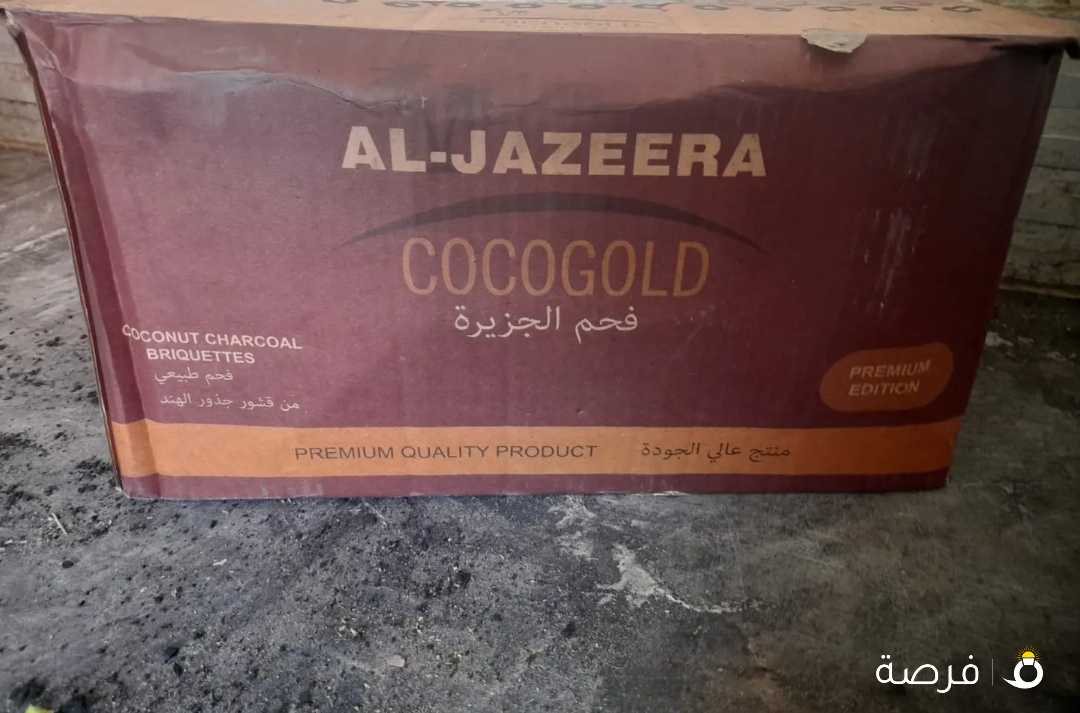 AL-JAZEERA
COCOGOLD
فحم الجزيرة
COCONUT CHARCOAL
BRIQUETTES
فحم طبيعي
من قشور جذور الهند
PREMIUM
EDITION
PREMIUM QUALITY PRODUCT منتج عالي الجودة
فرصة